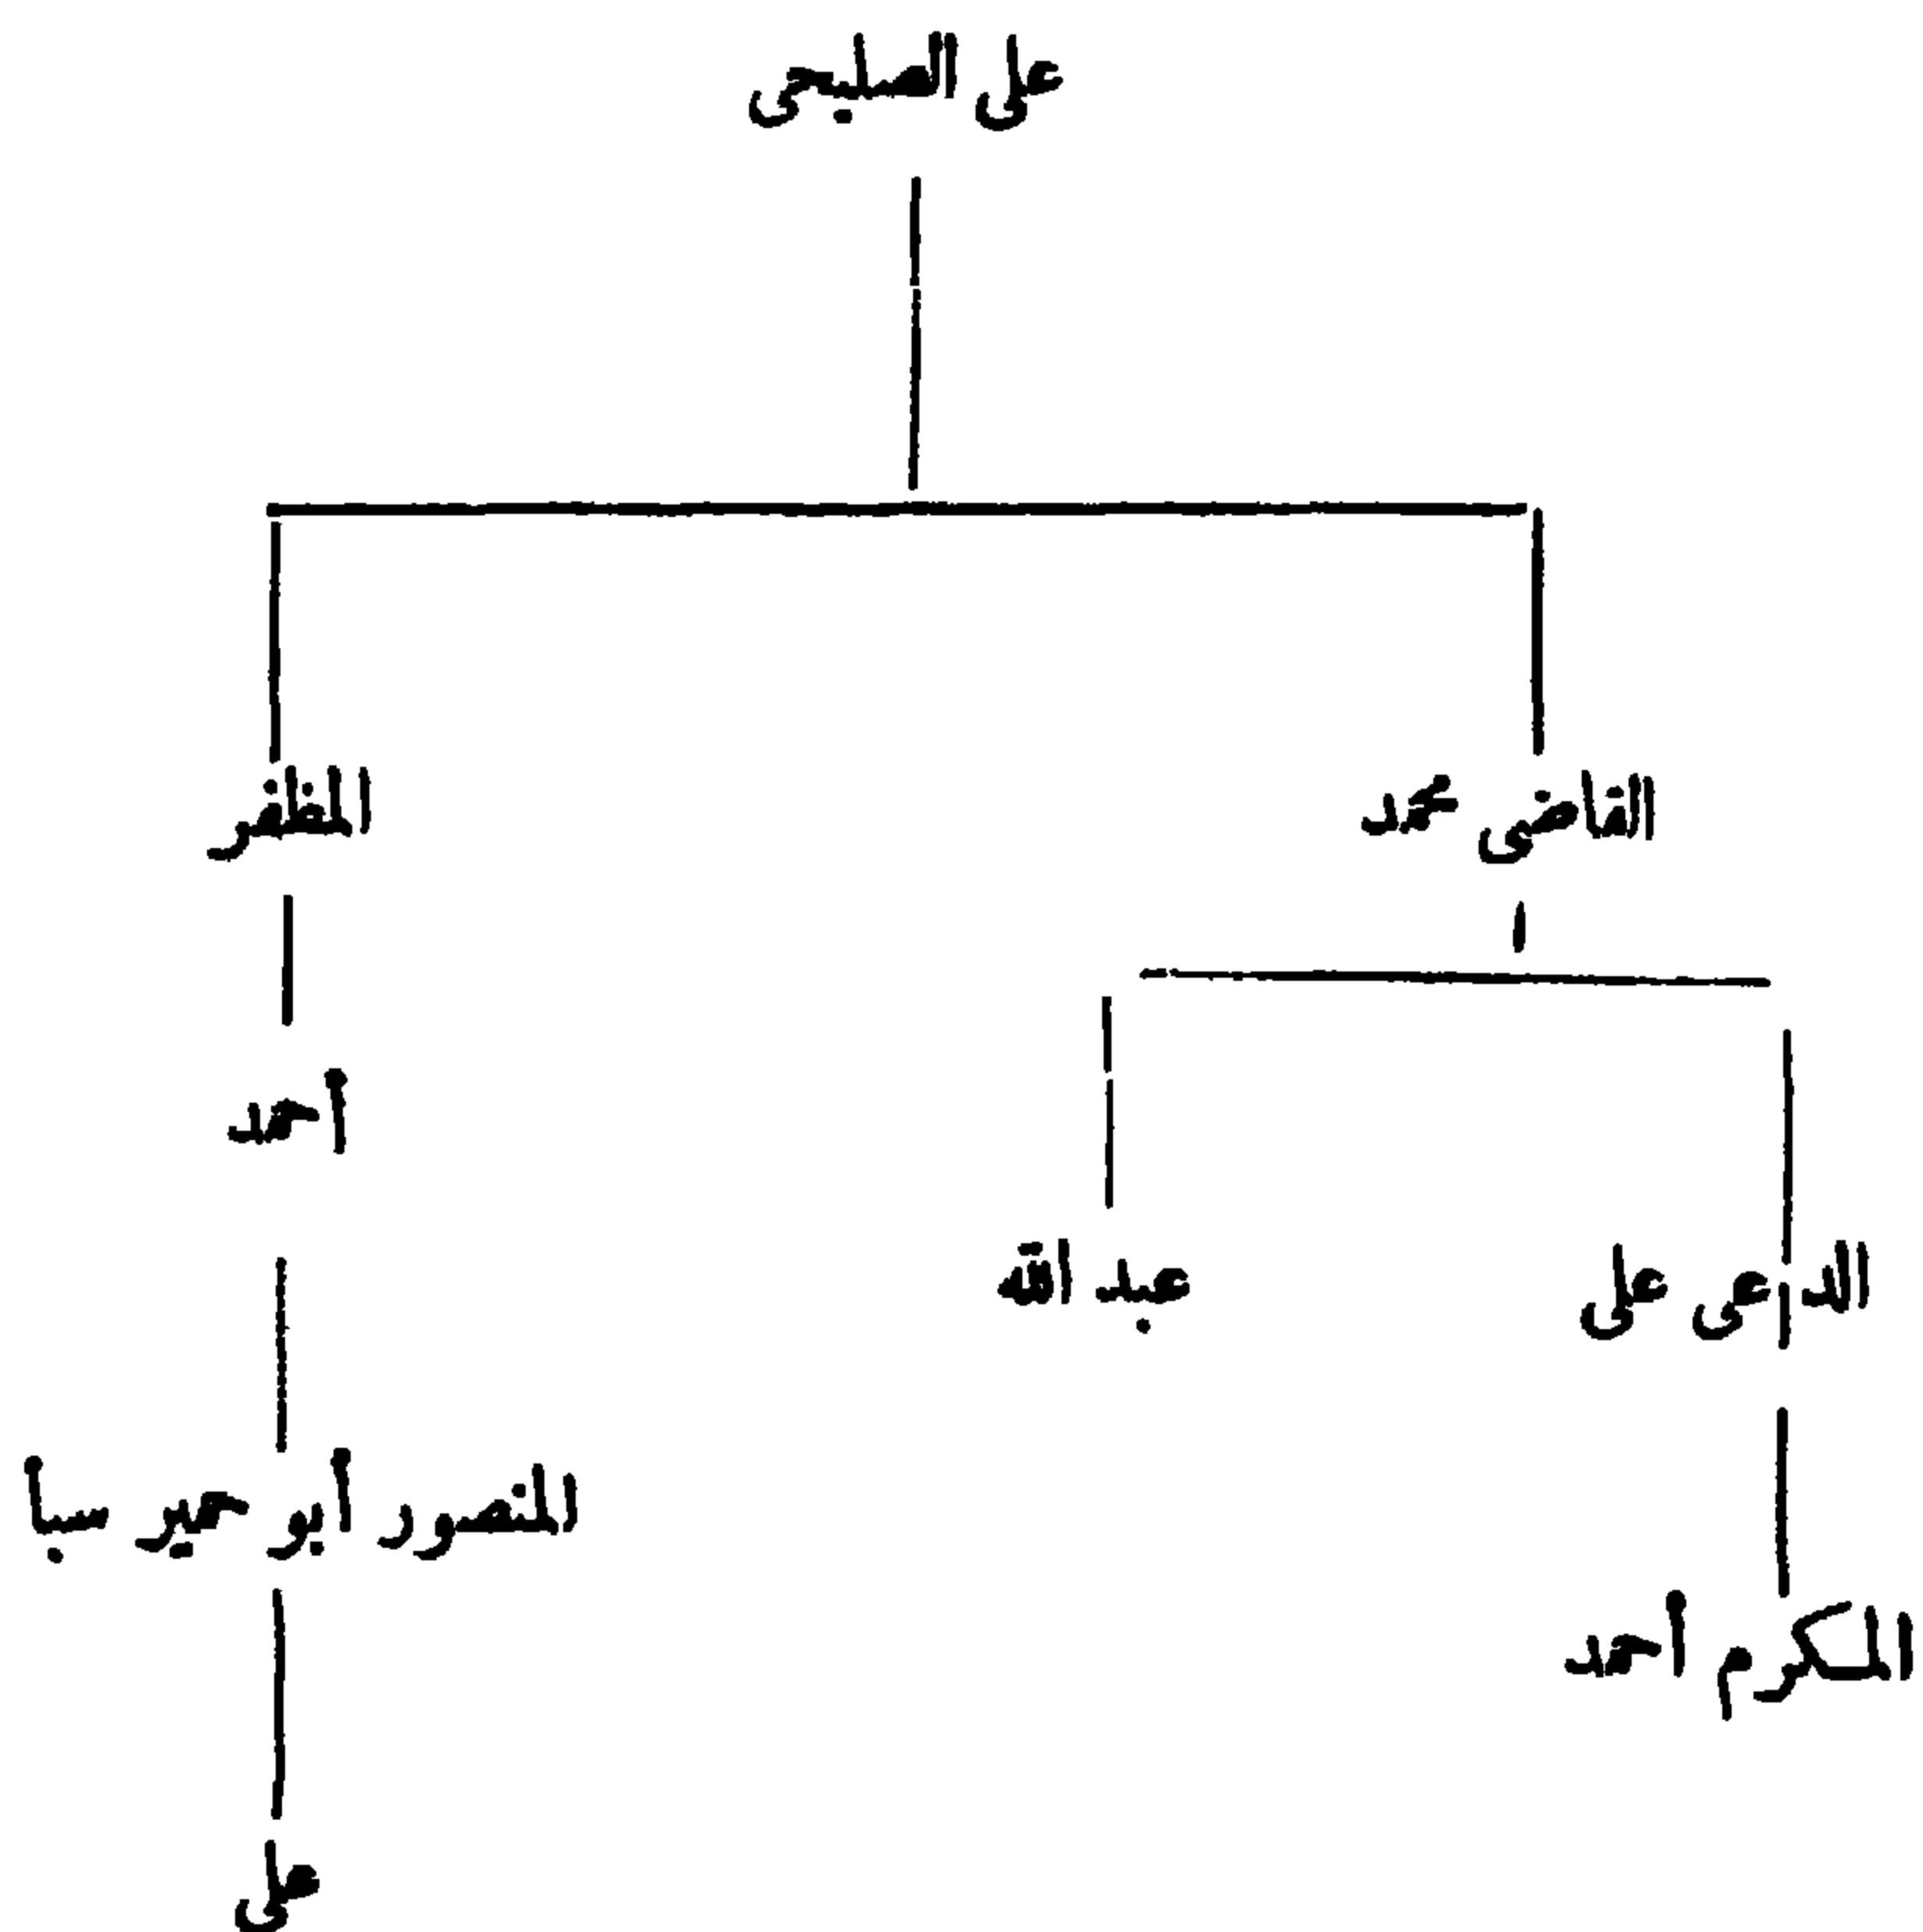 على الصليحى
القاضى محمد
المظفر
أحمد
الداعى على
عبد الله
المنصور أبو حمير سبأ
المكرم أحمد
على